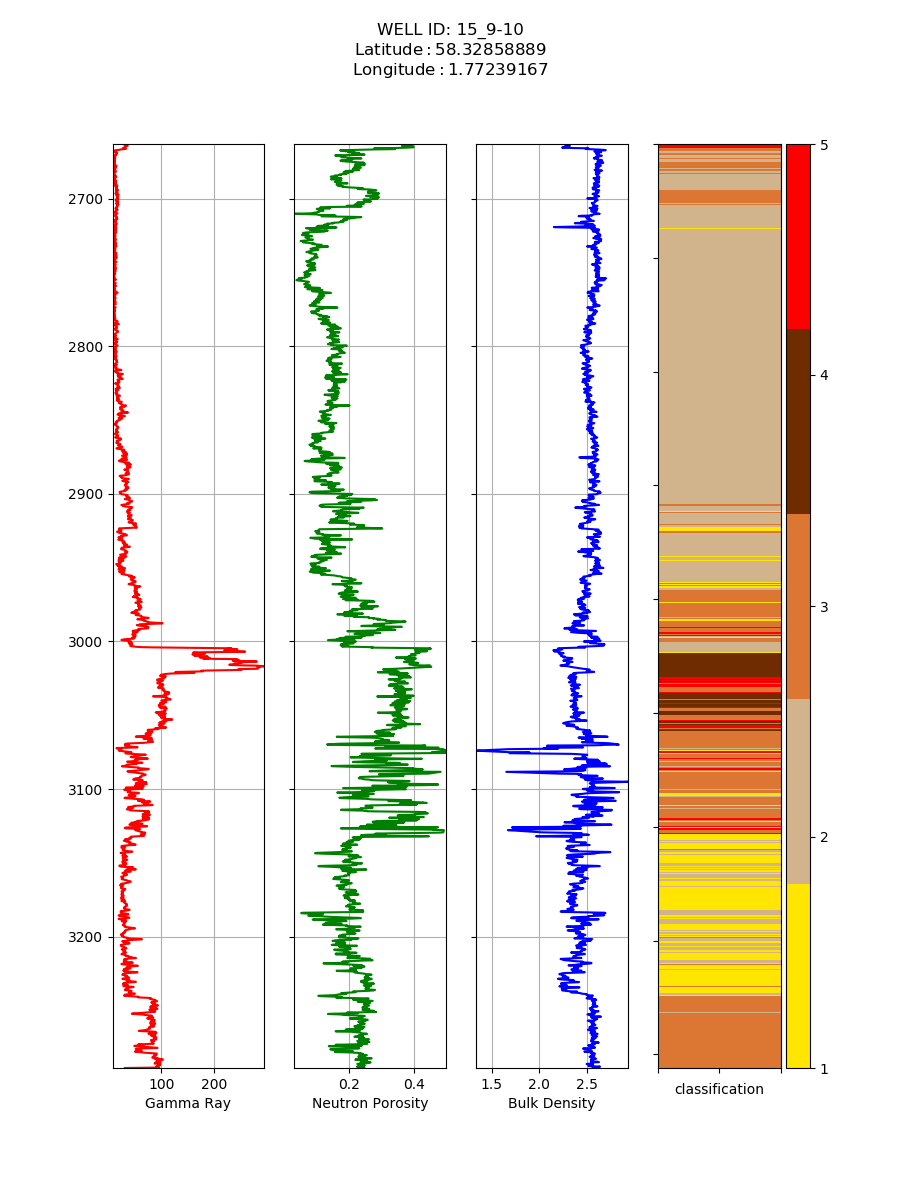 WELL ID: 15_9-10
Latitude : 58.32858889
Longitude : 1.77239167
2700
2800
2900
3000
3100
3200
100 200
Gamma Ray
0.2 0.4
Neutron Porosity
1.5 2.0 2.5
Bulk Density
classification
5
4
3
2
1